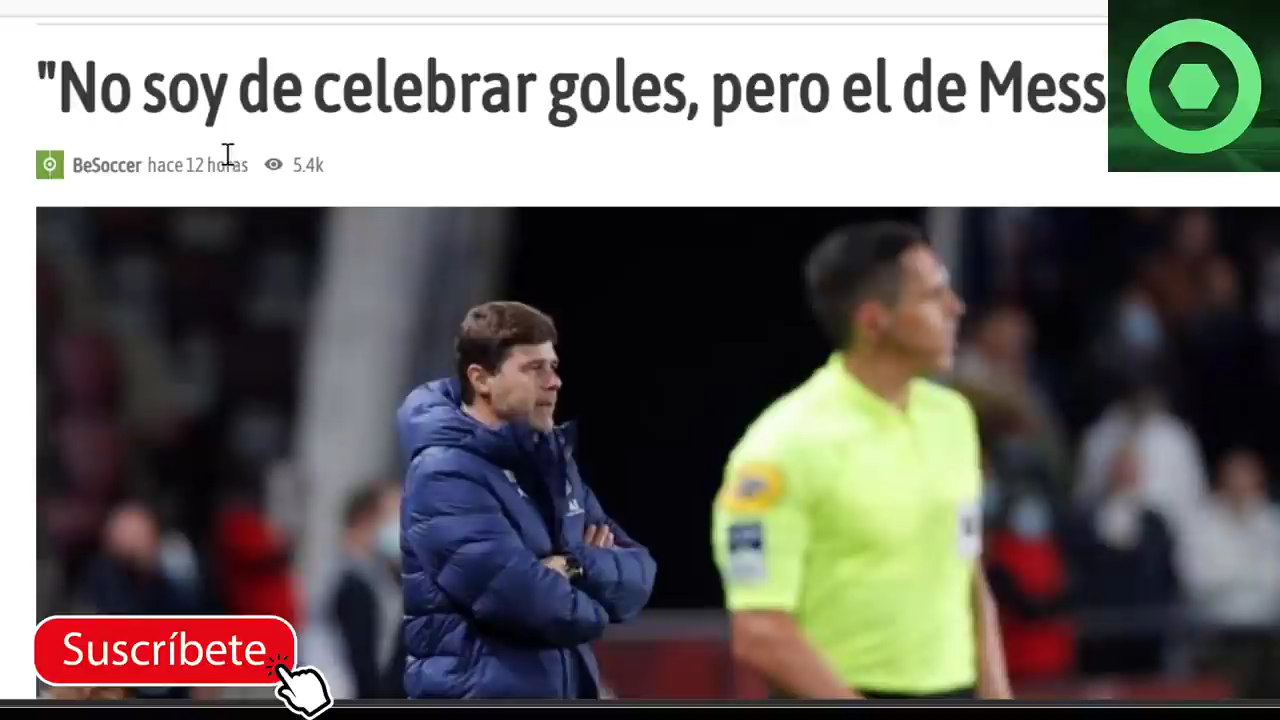 "No soy de celebrar goles, pero el de Mess
BeSoccer hace 12 horas 5.4k
Suscríbete